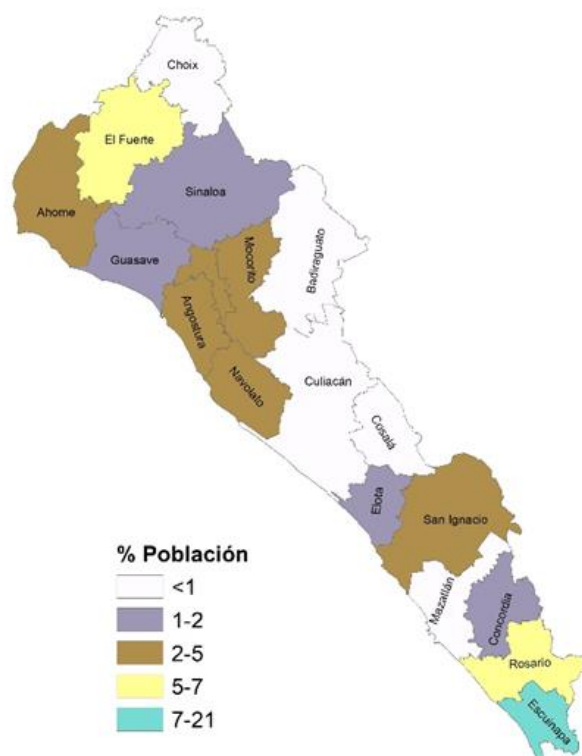 Choix
El Fuerte
Sinaloa
Ahome
Guasave
Mocorito
Badiraguato
Angostura
Navolato
Culiacán
Cosalá
Elota
San Ignacio
Mazatlán
Concordia
Rosario
Escuinapa
% Población
<1
1-2
2-5
5-7
7-21